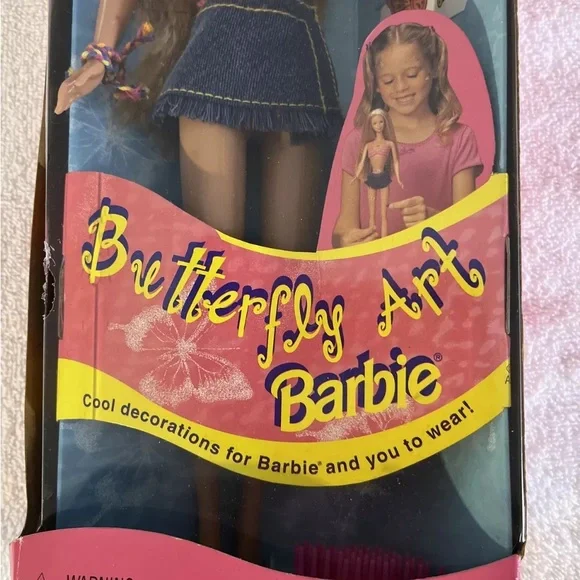 Butterfly Art
Barbie®
Cool decorations for Barbie® and you to wear!
WARNING